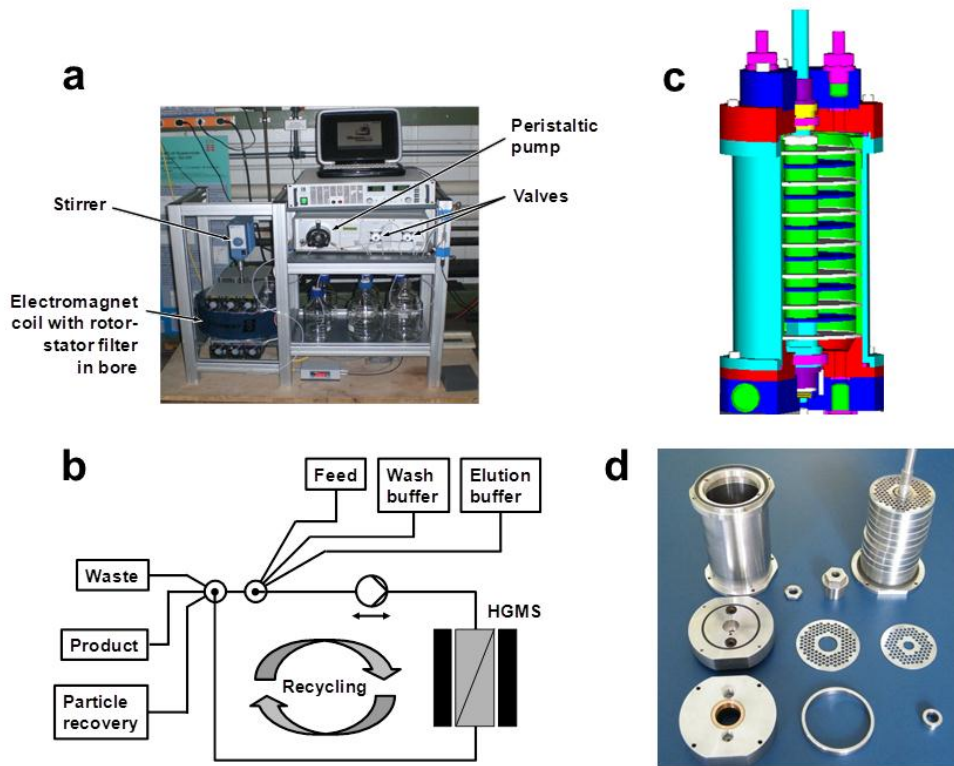 a
Peristaltic
pump
Valves
Stirrer
Electromagnet
coil with rotor-
stator filter
in bore
c
b
Feed
Wash
buffer
Elution
buffer
Waste
Product
Particle
recovery
Recycling
HGMS
d